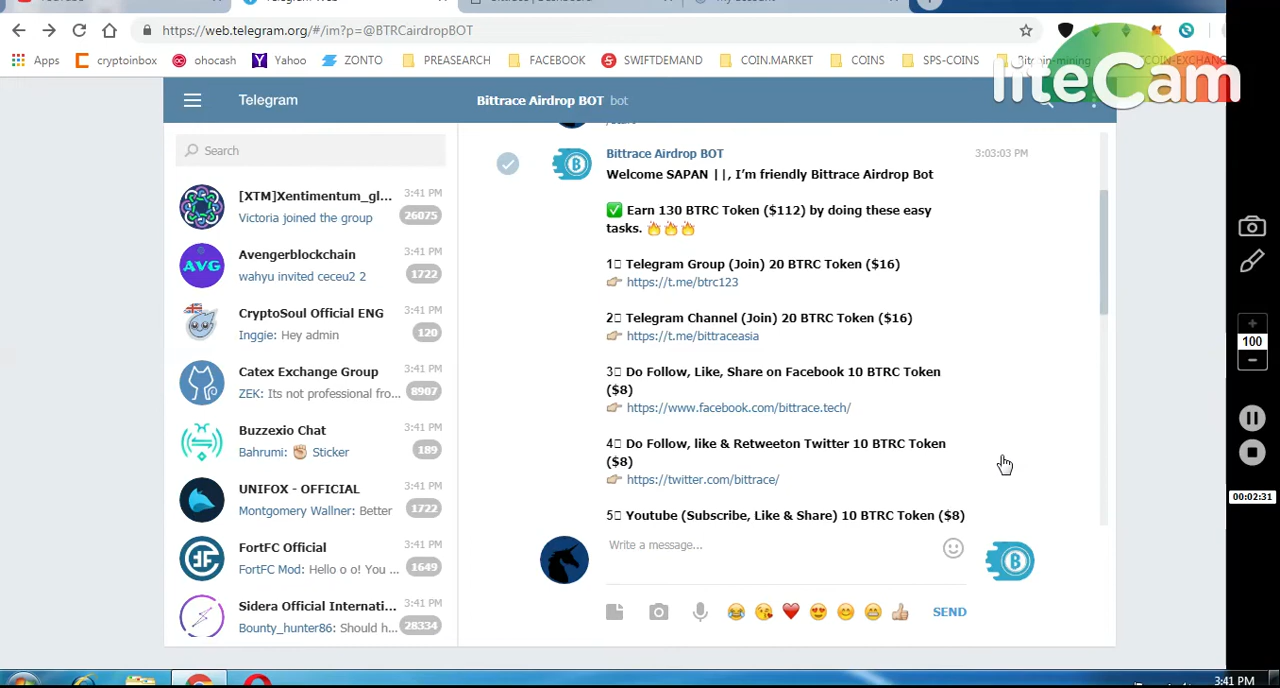 https://web.telegram.org/#/im?p=@BTRCairdropBOT
Apps cryptoinbox ohocash Yahoo ZONTO PREASEARCH FACEBOOK SWIFTDEMAND COIN.MARKET COINS SPS-COINS
liteCam
Telegram
Bittrace Airdrop BOT bot
Search
[XTM]Xentimentum_gl... 3:41 PM
Victoria joined the group 26075
AVG
Avengerblockchain 3:41 PM
wahyu invited ceceu2 2 1722
CryptoSoul Official ENG 3:41 PM
Inggie: Hey admin 120
Catex Exchange Group 3:41 PM
ZEK: Its not professional fro... 8907
Buzzexio Chat 3:41 PM
Bahrumi: ✊🏼 Sticker 189
UNIFOX - OFFICIAL 3:41 PM
Montgomery Wallner: Better 1722
FortFC Official 3:41 PM
FortFC Mod: Hello o o! You ... 1649
Sidera Official Internati... 3:41 PM
Bounty_hunter86: Should h... 28334
Bittrace Airdrop BOT 3:03:03 PM
Welcome SAPAN ||, I'm friendly Bittrace Airdrop Bot
✅ Earn 130 BTRC Token ($112) by doing these easy
tasks. 🔥🔥🔥
1 Telegram Group (Join) 20 BTRC Token ($16)
👉🏼 https://t.me/btrc123
2 Telegram Channel (Join) 20 BTRC Token ($16)
👉🏼 https://t.me/bittraceasia
3 Do Follow, Like, Share on Facebook 10 BTRC Token
($8)
👉🏼 https://www.facebook.com/bittrace.tech/
4 Do Follow, like & Retweeton Twitter 10 BTRC Token
($8)
👉🏼 https://twitter.com/bittrace/
5 Youtube (Subscribe, Like & Share) 10 BTRC Token ($8)
Write a message...
SEND
100
00:02:31
3:41 PM